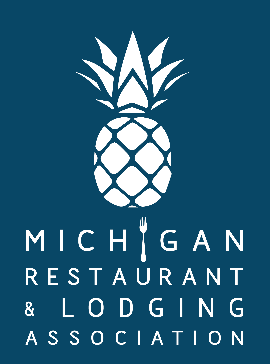 MICHIGAN
RESTAURANT
& LODGING
ASSOCIATION